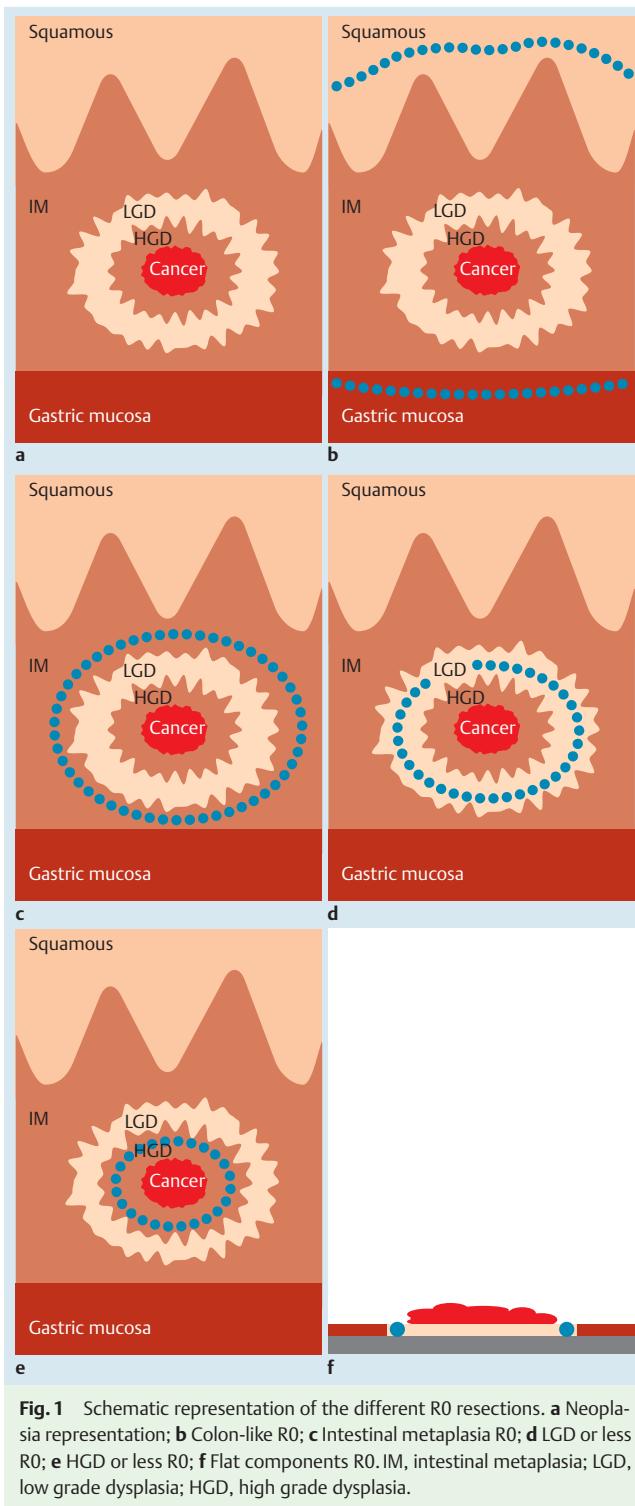 Squamous
IM
LGD
HGD
Cancer
Gastric mucosa
a
Squamous
IM
LGD
HGD
Cancer
Gastric mucosa
b
Squamous
IM
LGD
HGD
Cancer
Gastric mucosa
c
Squamous
IM
LGD
HGD
Cancer
Gastric mucosa
d
Squamous
IM
LGD
HGD
Cancer
Gastric mucosa
e
f
Fig. 1 Schematic representation of the different R0 resections. a Neopla-
sia representation; b Colon-like R0; c Intestinal metaplasia R0; d LGD or less
R0; e HGD or less R0; f Flat components R0. IM, intestinal metaplasia; LGD,
low grade dysplasia; HGD, high grade dysplasia.